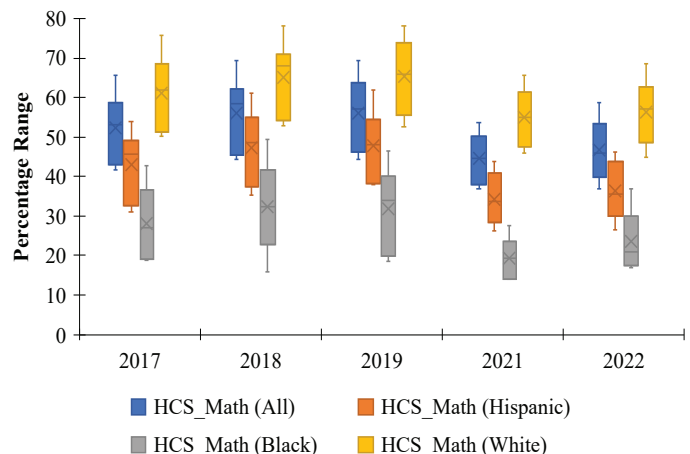 80
70
60
50
40
30
20
10
0
Percentage Range
2017 2018 2019 2021 2022
HCS_Math (All) HCS_Math (Hispanic)
HCS_Math (Black) HCS_Math (White)